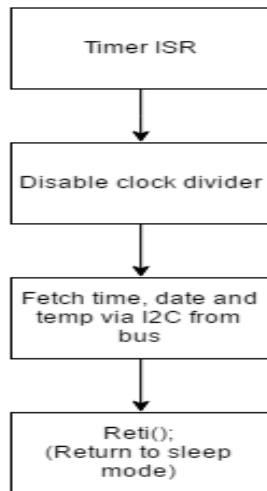 Timer ISR
Disable clock divider
Fetch time, date and
temp via I2C from
bus
Reti();
(Return to sleep
mode)